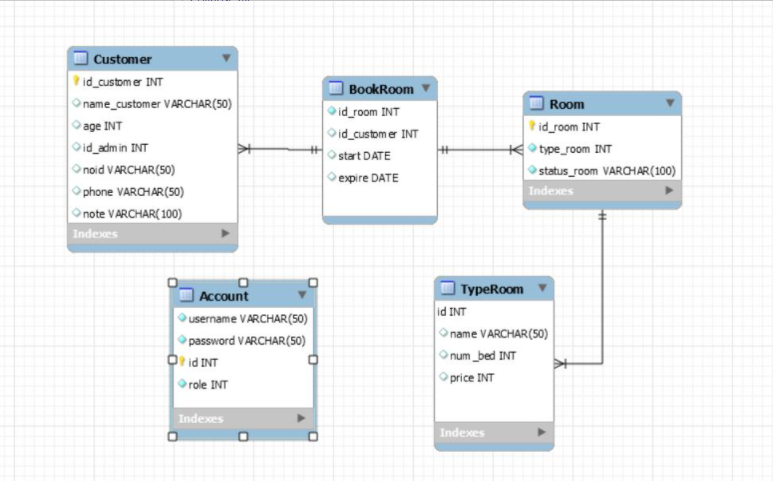 Customer
id_customer INT
name_customer VARCHAR(50)
age INT
id_admin INT
noid VARCHAR(50)
phone VARCHAR(50)
note VARCHAR(100)
Indexes
BookRoom
id_room INT
id_customer INT
start DATE
expire DATE
Room
id_room INT
type_room INT
status_room VARCHAR(100)
Indexes
Account
username VARCHAR(50)
password VARCHAR(50)
id INT
role INT
Indexes
TypeRoom
id INT
name VARCHAR(50)
num_bed INT
price INT
Indexes